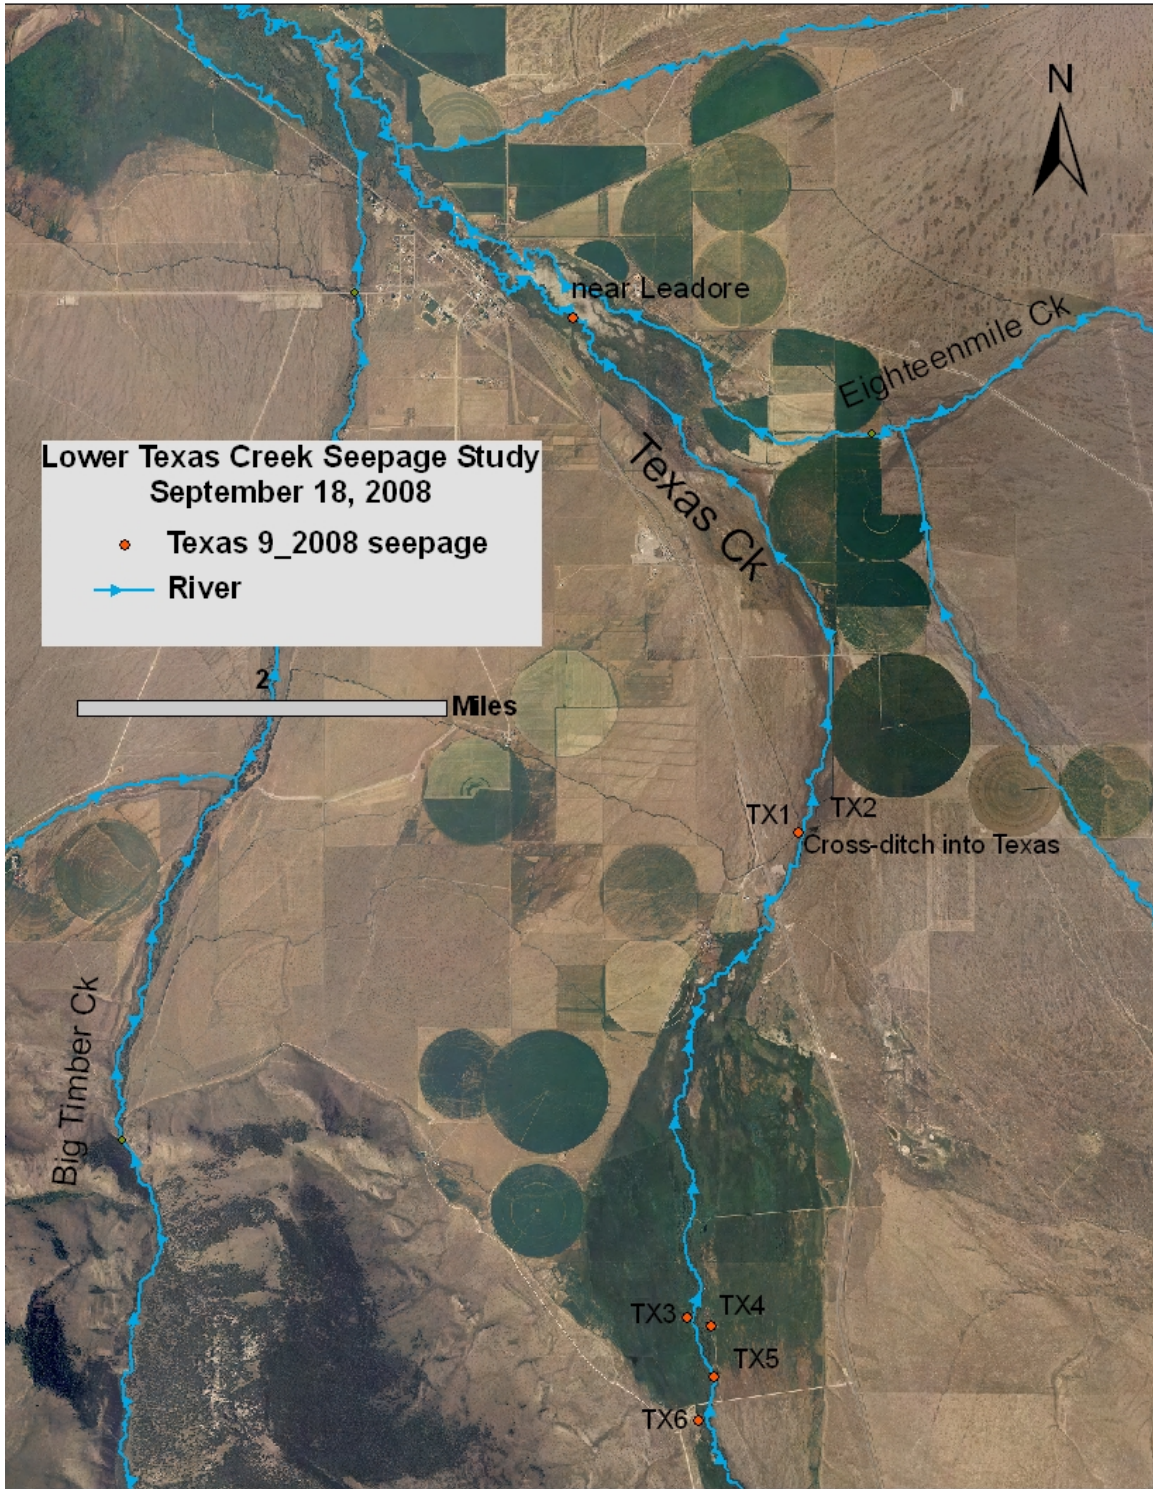 N
near Leadore
Eighteenmile Ck
Lower Texas Creek Seepage Study
September 18, 2008
Texas 9_2008 seepage
River
Texas Ck
2
Miles
TX1
TX2
Cross-ditch into Texas
Big Timber Ck
TX3
TX4
TX5
TX6